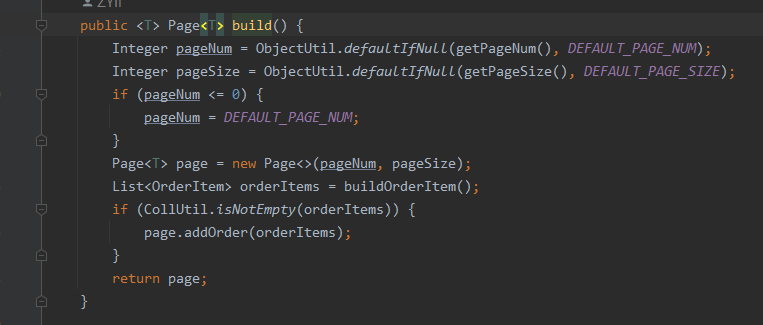 public <T> Page<T> build() {
Integer pageNum = ObjectUtil.defaultIfNull(getPageNum(), DEFAULT_PAGE_NUM);
Integer pageSize = ObjectUtil.defaultIfNull(getPageSize(), DEFAULT_PAGE_SIZE);
if (pageNum <= 0) {
pageNum = DEFAULT_PAGE_NUM;
}
Page<T> page = new Page<>(pageNum, pageSize);
List<OrderItem> orderItems = buildOrderItem();
if (CollUtil.isNotEmpty(orderItems)) {
page.addOrder(orderItems);
}
return page;
}